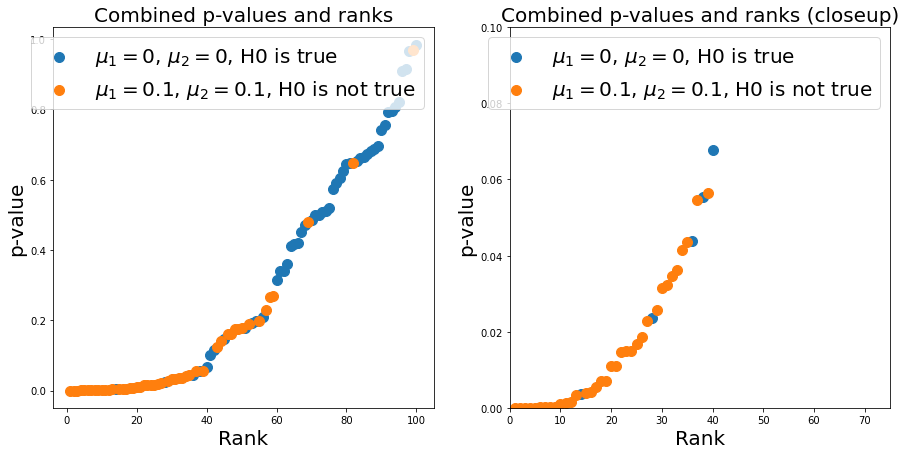 Combined p-values and ranks
1.0
0.8
0.6
0.4
0.2
0.0
p-value
μ₁ = 0, μ₂ = 0, H0 is true
μ₁ = 0.1, μ₂ = 0.1, H0 is not true
0 20 40 60 80 100
Rank
Combined p-values and ranks (closeup)
0.10
0.08
0.06
0.04
0.02
0.00
p-value
μ₁ = 0, μ₂ = 0, H0 is true
μ₁ = 0.1, μ₂ = 0.1, H0 is not true
0 10 20 30 40 50 60 70
Rank